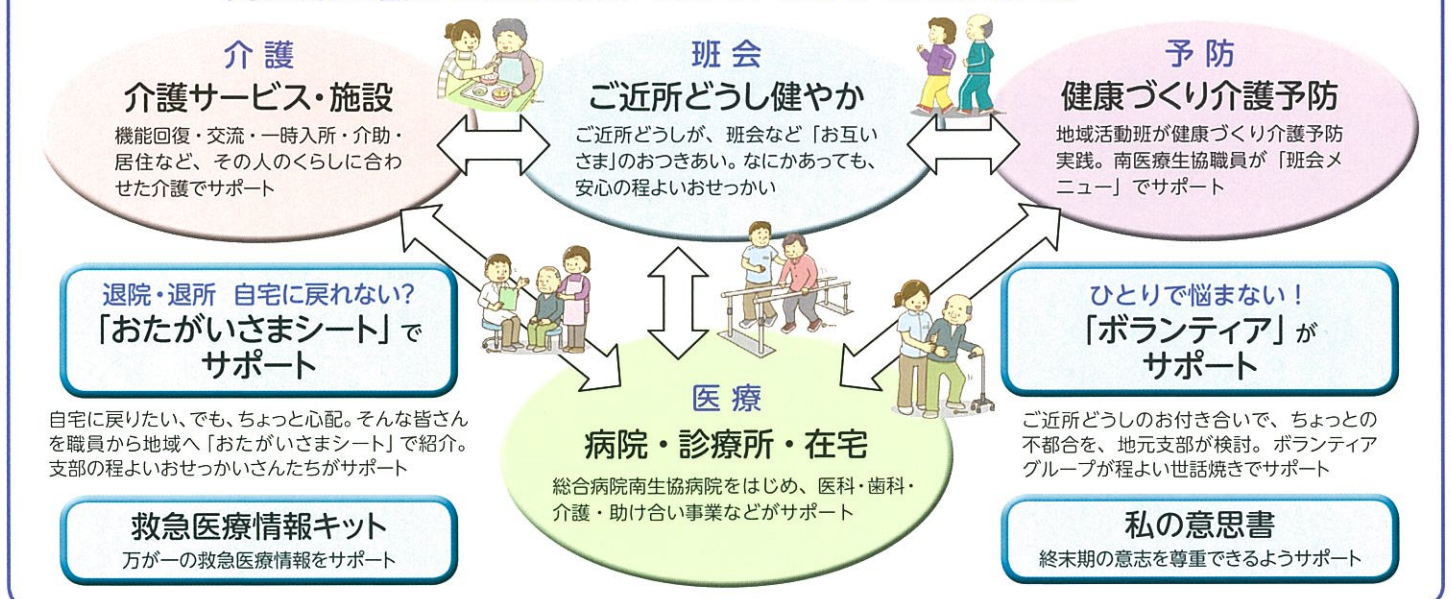 介護
介護サービス・施設
機能回復・交流・一時入所・介助・
居住など、その人のくらしに合わ
せた介護でサポート
班会
ご近所どうし健やか
ご近所どうしが、班会など「お互い
さま」のおつきあい。なにかあっても、
安心の程よいおせっかい
予防
健康づくり介護予防
地域活動班が健康づくり介護予防
実践。南医療生協職員が「班会メ
ニュー」でサポート
退院・退所 自宅に戻れない?
「おたがいさまシート」で
サポート
自宅に戻りたい、でも、ちょっと心配。そんな皆さん
を職員から地域へ「おたがいさまシート」で紹介。
支部の程よいおせっかいさんたちがサポート
救急医療情報キット
万が一の救急医療情報をサポート
医療
病院・診療所・在宅
総合病院南生協病院をはじめ、医科・歯科・
介護・助け合い事業などがサポート
ひとりで悩まない!
「ボランティア」が
サポート
ご近所どうしのお付き合いで、ちょっとの
不都合を、地元支部が検討。ボランティア
グループが程よい世話焼きでサポート
私の意思書
終末期の意志を尊重できるようサポート